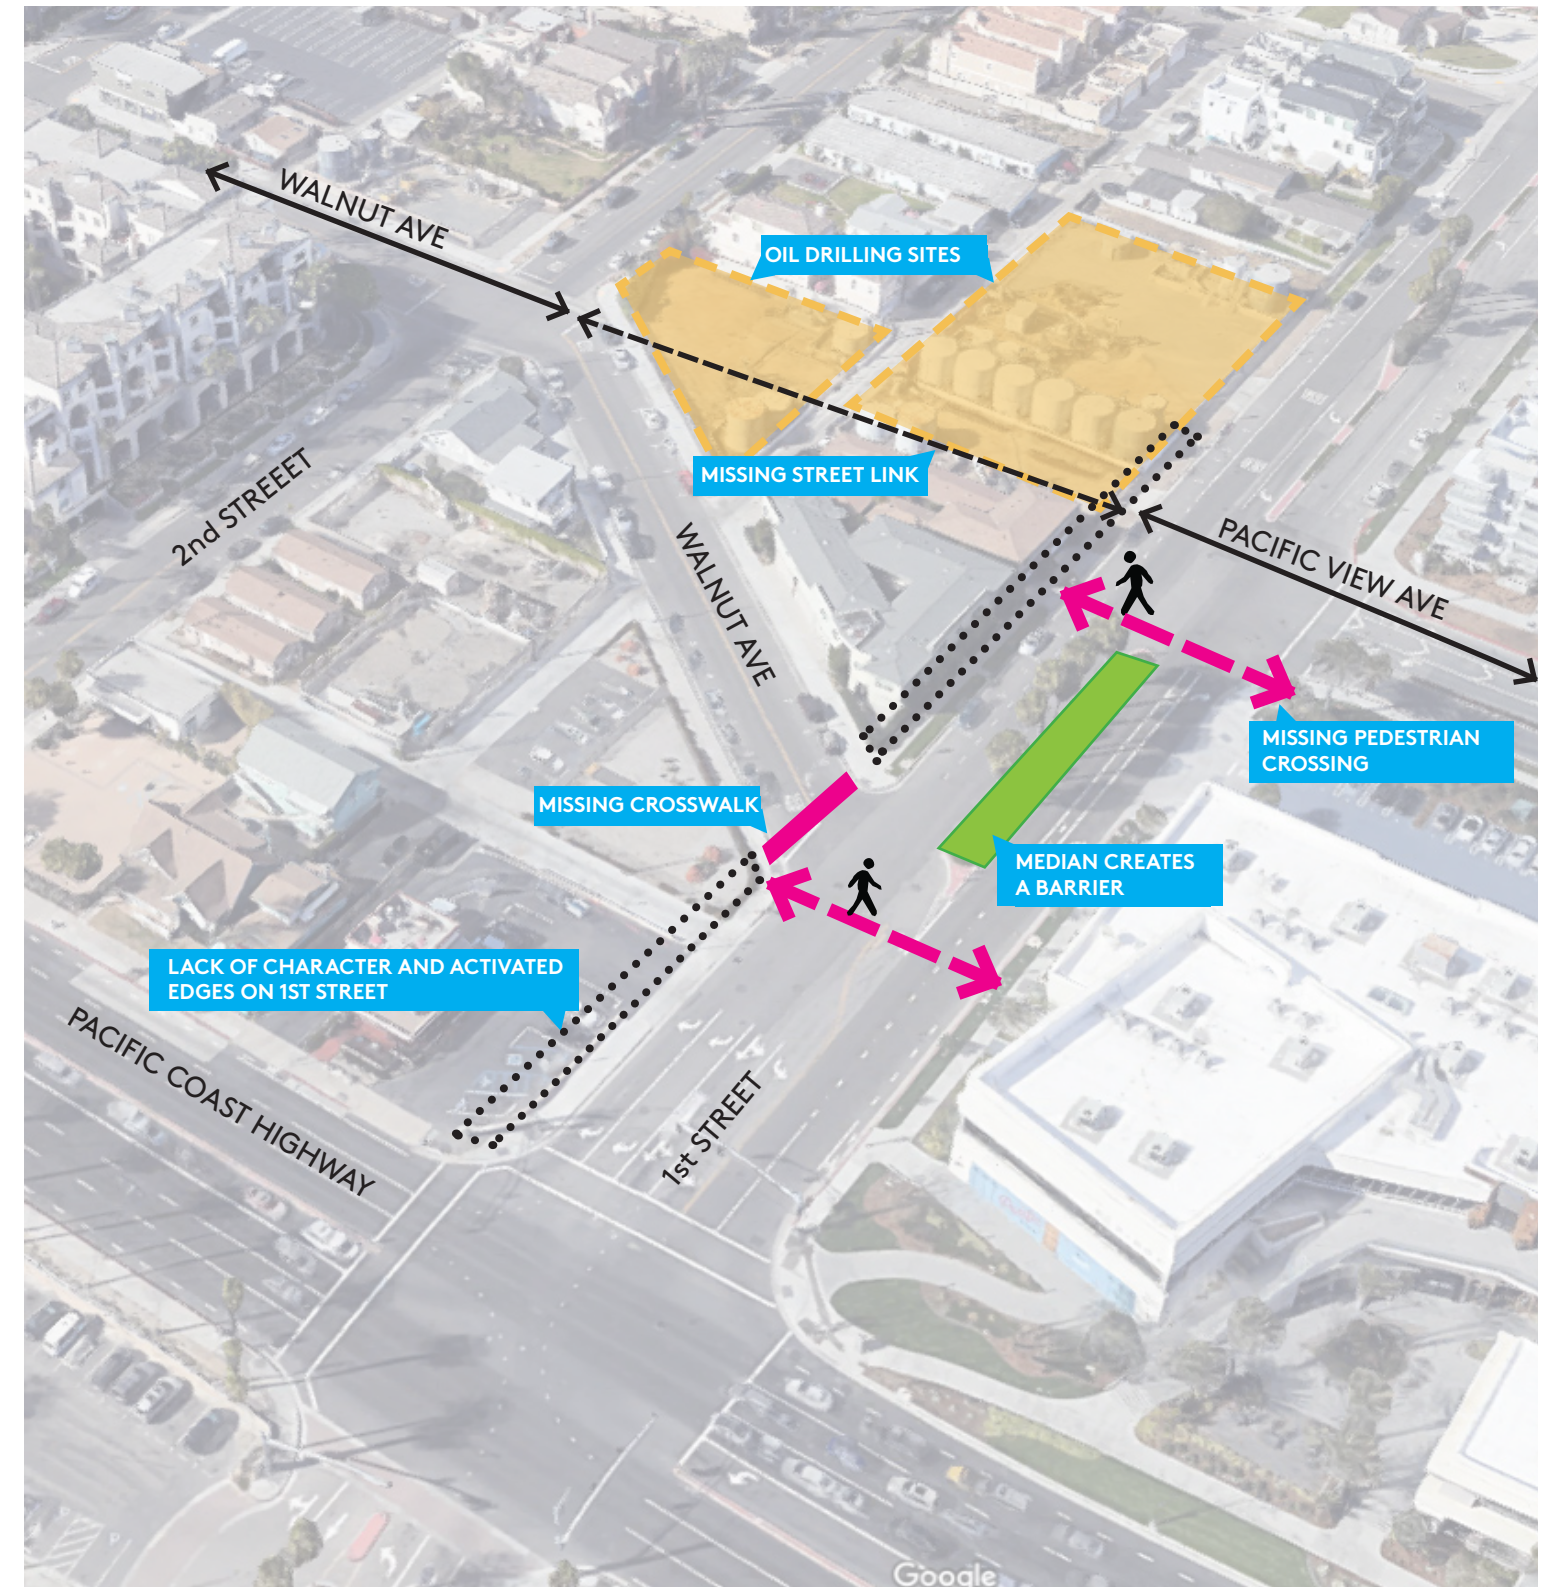 WALNUT AVE
OIL DRILLING SITES
2nd STREEET
MISSING STREET LINK
WALNUT AVE
PACIFIC VIEW AVE
MISSING PEDESTRIAN
CROSSING
MISSING CROSSWALK
MEDIAN CREATES
A BARRIER
LACK OF CHARACTER AND ACTIVATED
EDGES ON 1ST STREET
PACIFIC COAST HIGHWAY
1st STREET
Google